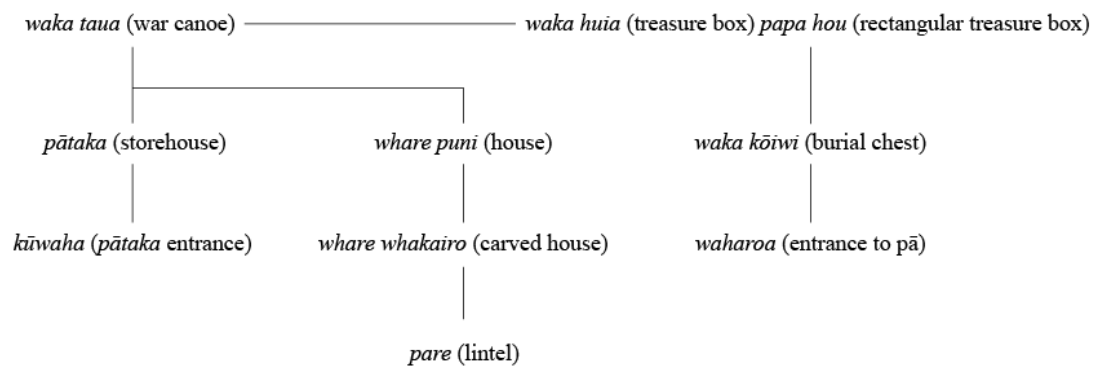 waka taua (war canoe) waka huia (treasure box) papa hou (rectangular treasure box)
pātaka (storehouse) whare puni (house) waka kōiwi (burial chest)
kūwaha (pātaka entrance) whare whakairo (carved house) waharoa (entrance to pā)
pare (lintel)